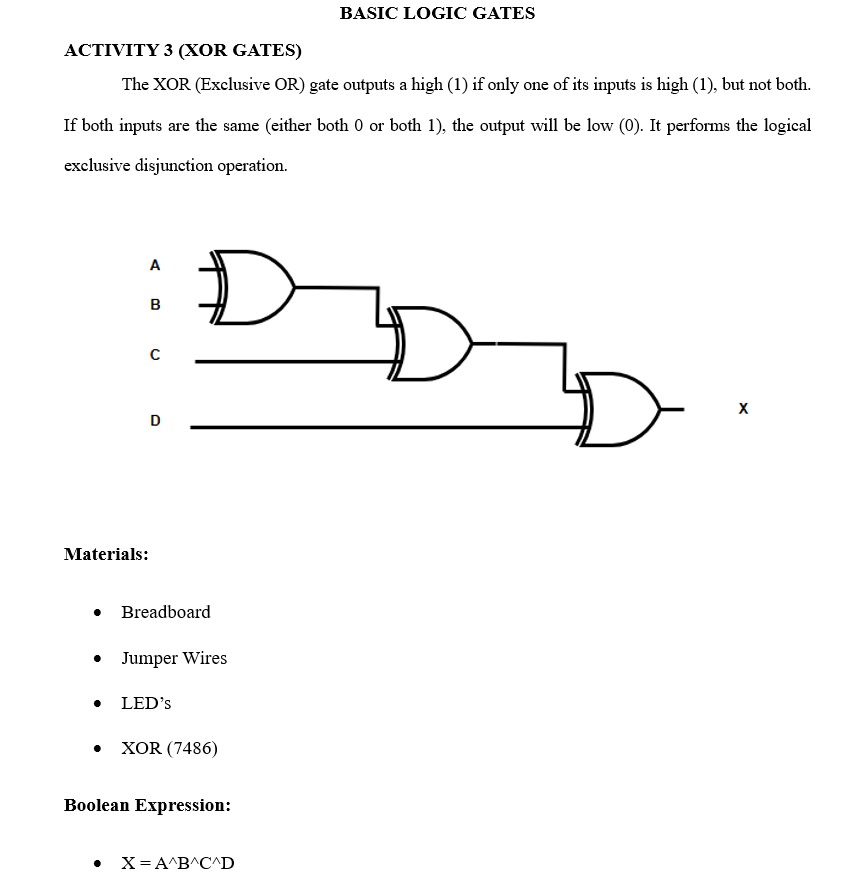 BASIC LOGIC GATES
ACTIVITY 3 (XOR GATES)
The XOR (Exclusive OR) gate outputs a high (1) if only one of its inputs is high (1), but not both.
If both inputs are the same (either both 0 or both 1), the output will be low (0). It performs the logical
exclusive disjunction operation.
A
B
C
D
X
Materials:
• Breadboard
• Jumper Wires
• LED’s
• XOR (7486)
Boolean Expression:
• X = A^B^C^D